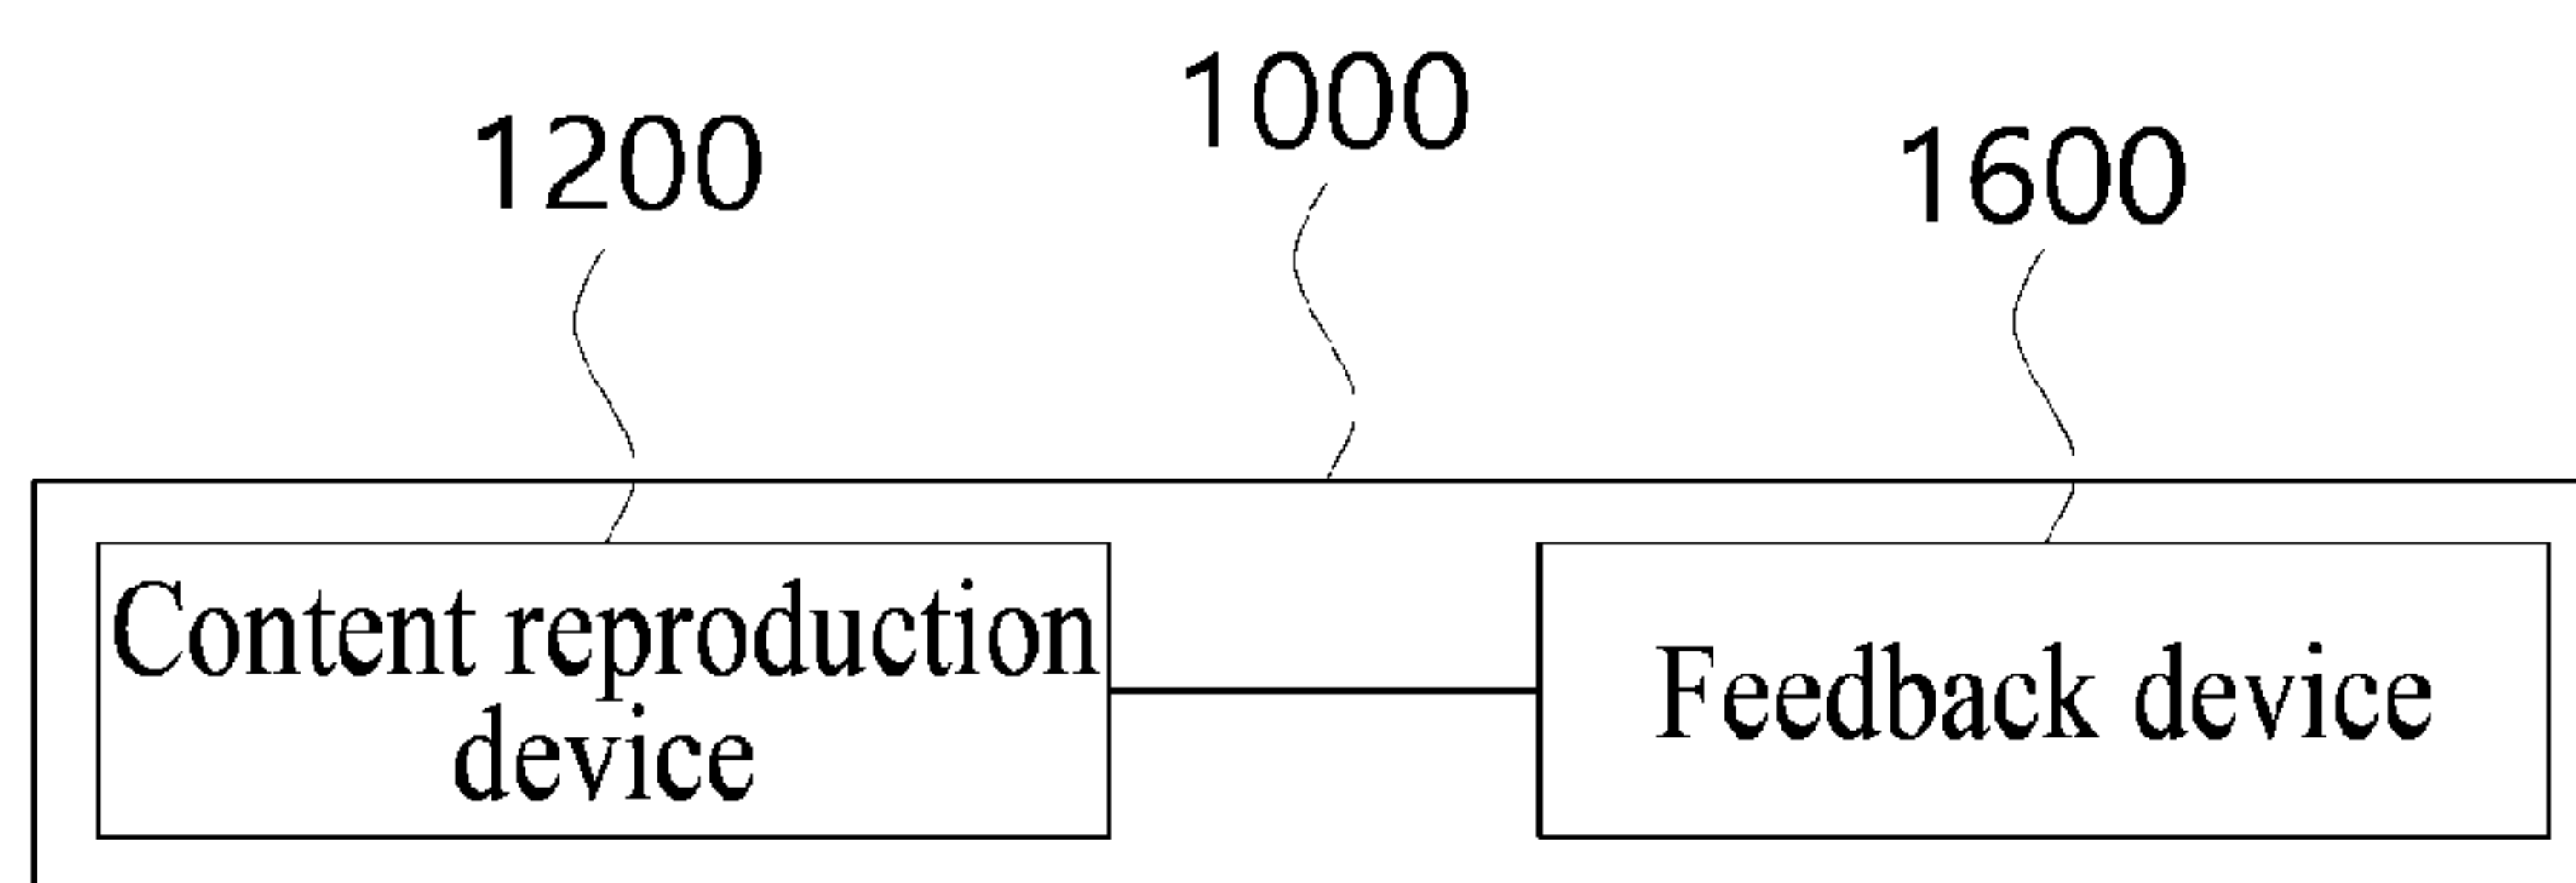 1000
1200
1600
Content reproduction
device
Feedback device